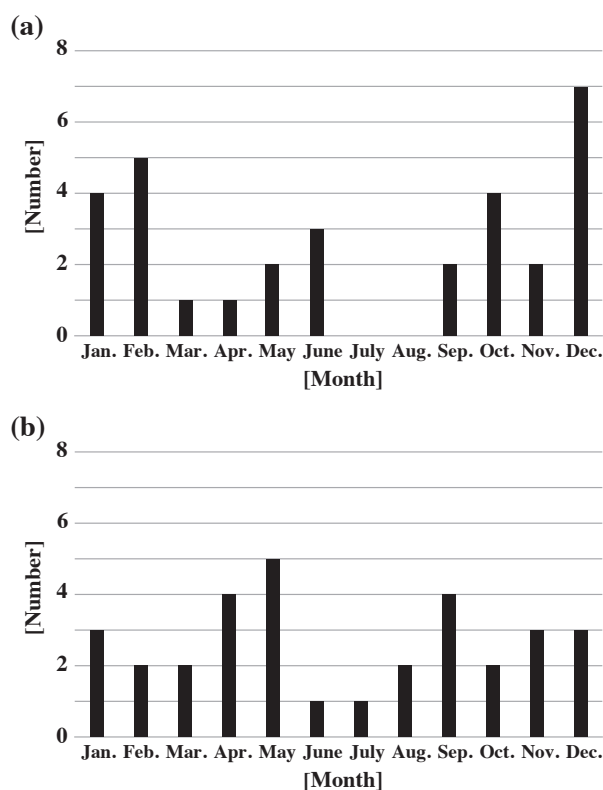 (a)
8
6
4
2
0
[Number]
Jan. Feb. Mar. Apr. May June July Aug. Sep. Oct. Nov. Dec.
[Month]
(b)
8
6
4
2
0
[Number]
Jan. Feb. Mar. Apr. May June July Aug. Sep. Oct. Nov. Dec.
[Month]